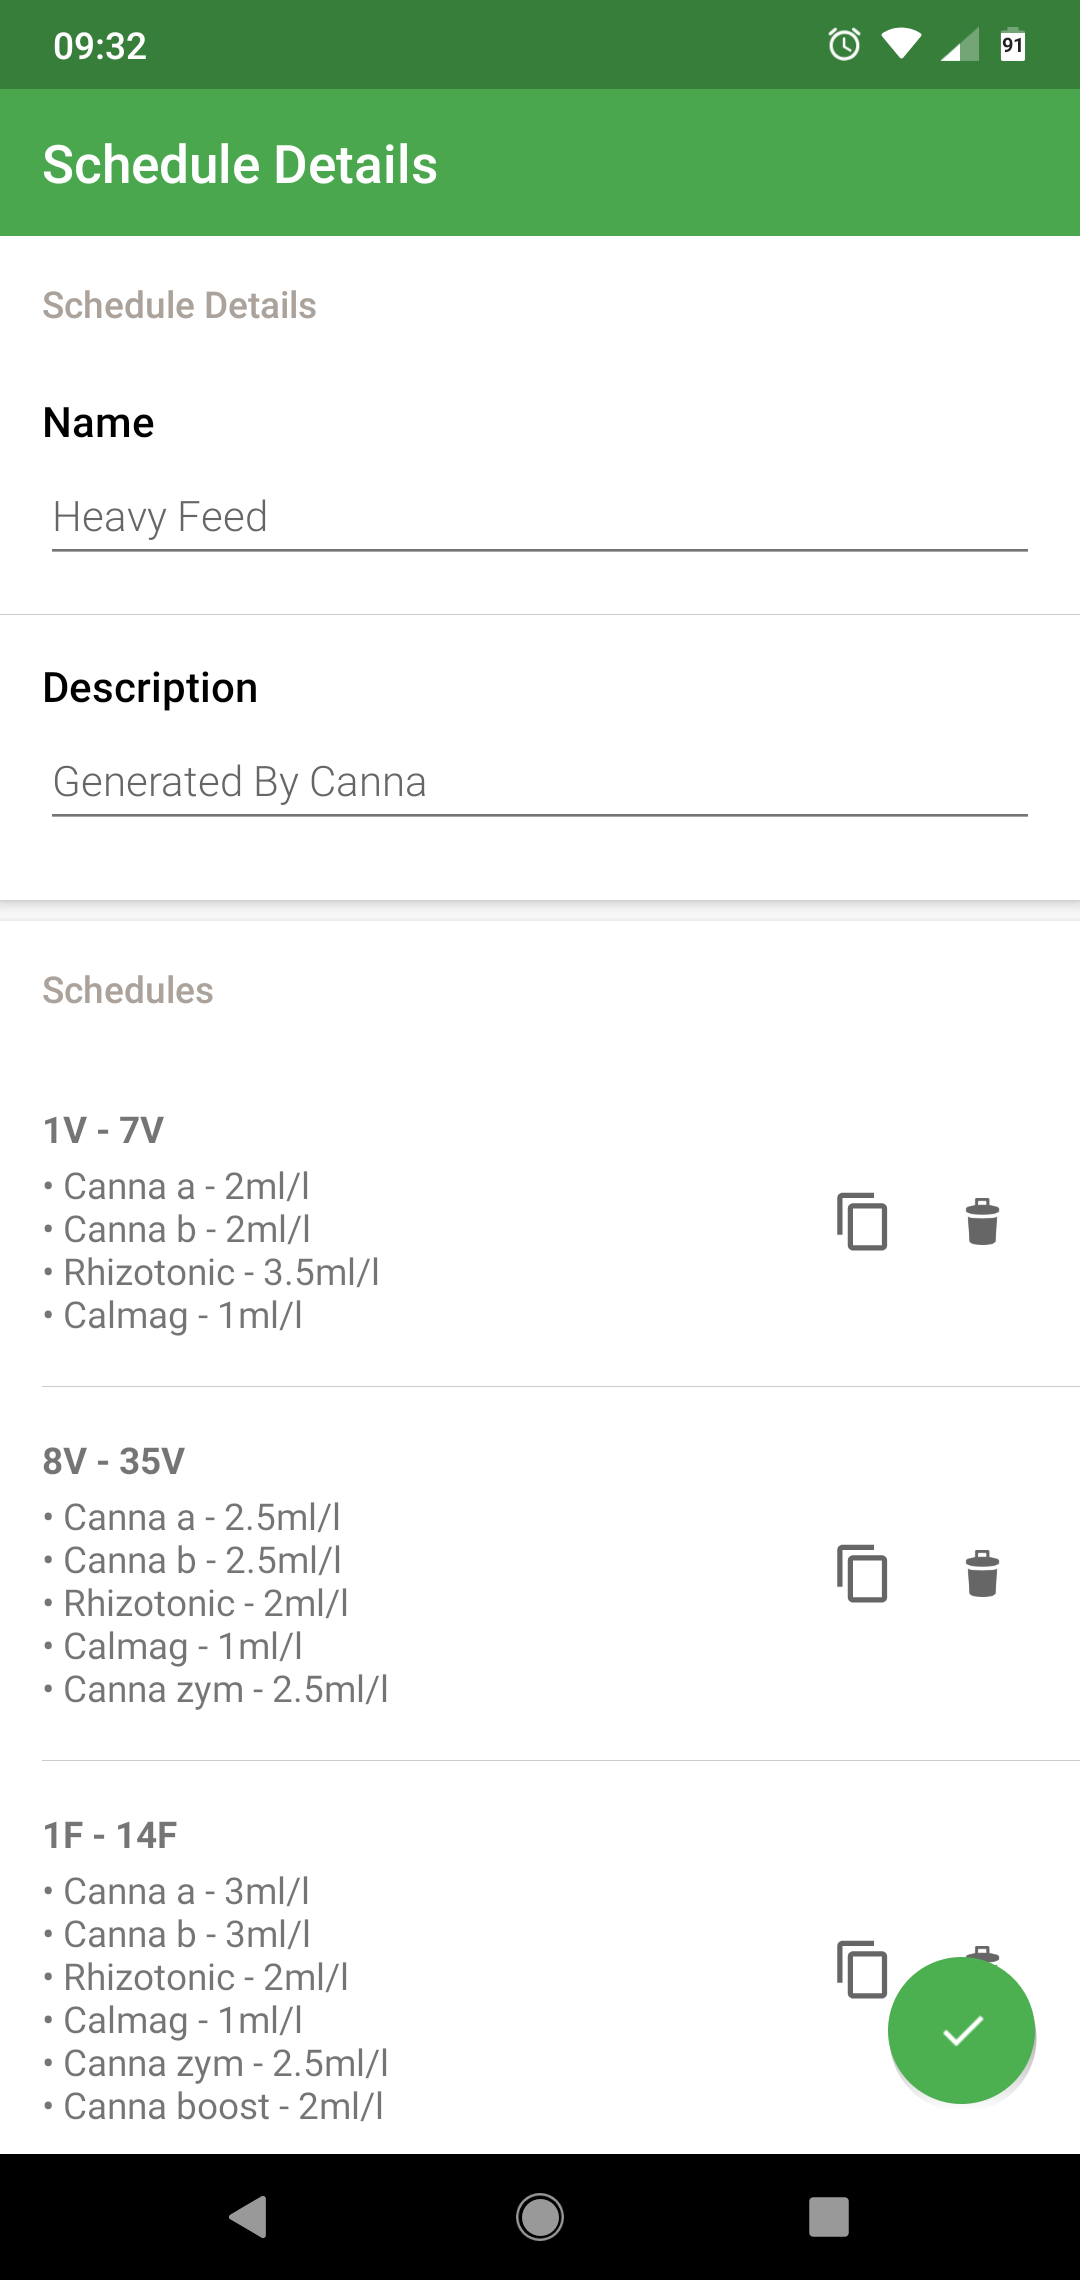 09:32
91
Schedule Details
Schedule Details
Name
Heavy Feed
Description
Generated By Canna
Schedules
1V - 7V
• Canna a - 2ml/l
• Canna b - 2ml/l
• Rhizotonic - 3.5ml/l
• Calmag - 1ml/l
8V - 35V
• Canna a - 2.5ml/l
• Canna b - 2.5ml/l
• Rhizotonic - 2ml/l
• Calmag - 1ml/l
• Canna zym - 2.5ml/l
1F - 14F
• Canna a - 3ml/l
• Canna b - 3ml/l
• Rhizotonic - 2ml/l
• Calmag - 1ml/l
• Canna zym - 2.5ml/l
• Canna boost - 2ml/l